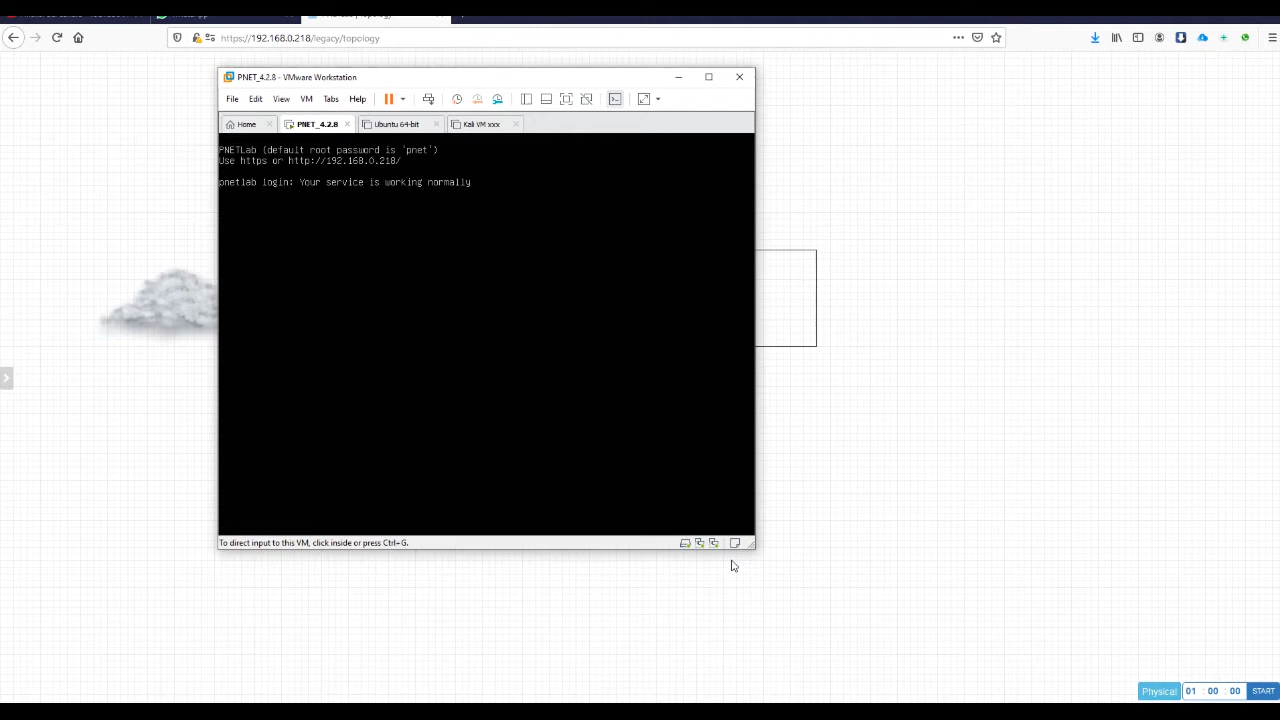 https://192.168.0.218/legacy/topology
PNET_4.2.8 - VMware Workstation
File Edit View VM Tabs Help
Home PNET_4.2.8 Ubuntu 64-bit Kali VM xxx
PNETLab (default root password is 'pnet')
Use https or http://192.168.0.218/
pnetlab login: Your service is working normally
To direct input to this VM, click inside or press Ctrl+G.
Physical 01 : 00 : 00 START